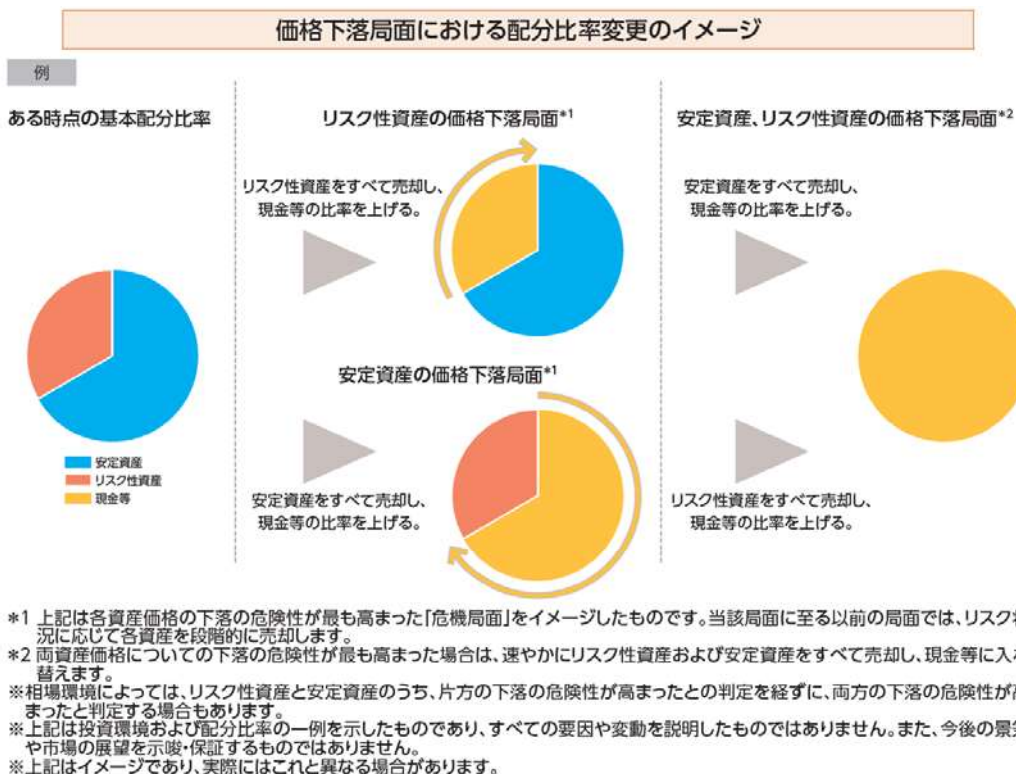 価格下落局面における配分比率変更のイメージ
例
ある時点の基本配分比率
安定資産
リスク性資産
現金等
リスク性資産の価格下落局面*1
リスク性資産をすべて売却し、
現金等の比率を上げる。
安定資産の価格下落局面*1
安定資産をすべて売却し、
現金等の比率を上げる。
安定資産、リスク性資産の価格下落局面*2
安定資産をすべて売却し、
現金等の比率を上げる。
リスク性資産をすべて売却し、
現金等の比率を上げる。
*1 上記は各資産価格の下落の危険性が最も高まった「危機局面」をイメージしたものです。当該局面に至る以前の局面では、リスク
況に応じて各資産を段階的に売却します。
*2 両資産価格についての下落の危険性が最も高まった場合は、速やかにリスク性資産および安定資産をすべて売却し、現金等に入
替えます。
※相場環境によっては、リスク性資産と安定資産のうち、片方の下落の危険性が高まったとの判定を経ずに、両方の下落の危険性が
まったと判定する場合もあります。
※上記は投資環境および配分比率の一例を示したものであり、すべての要因や変動を説明したものではありません。また、今後の景
や市場の展望を示唆・保証するものではありません。
※上記はイメージであり、実際にはこれと異なる場合があります。